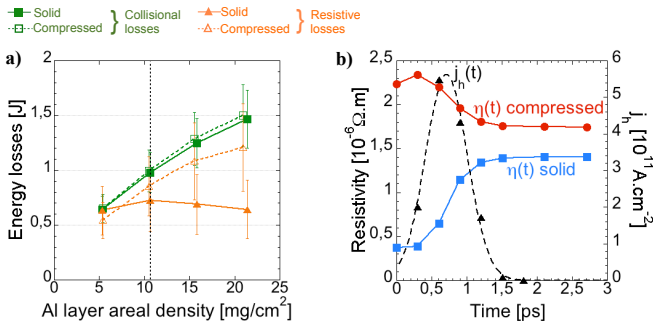 Solid
Compressed
Collisional
losses
Solid
Compressed
Resistive
losses
a)
2
1,5
1
0,5
0
0
5
10
15
20
25
Energy losses [J]
Al layer areal density [mg/cm²]
b)
2,5
2
1,5
1
0,5
0
6
5
4
3
2
1
0
0
0,5
1
1,5
2
2,5
3
jₕ(t)
η(t) compressed
η(t) solid
Resistivity [10⁻⁶Ω.m]
jₕ [10¹¹A.cm⁻²]
Time [ps]